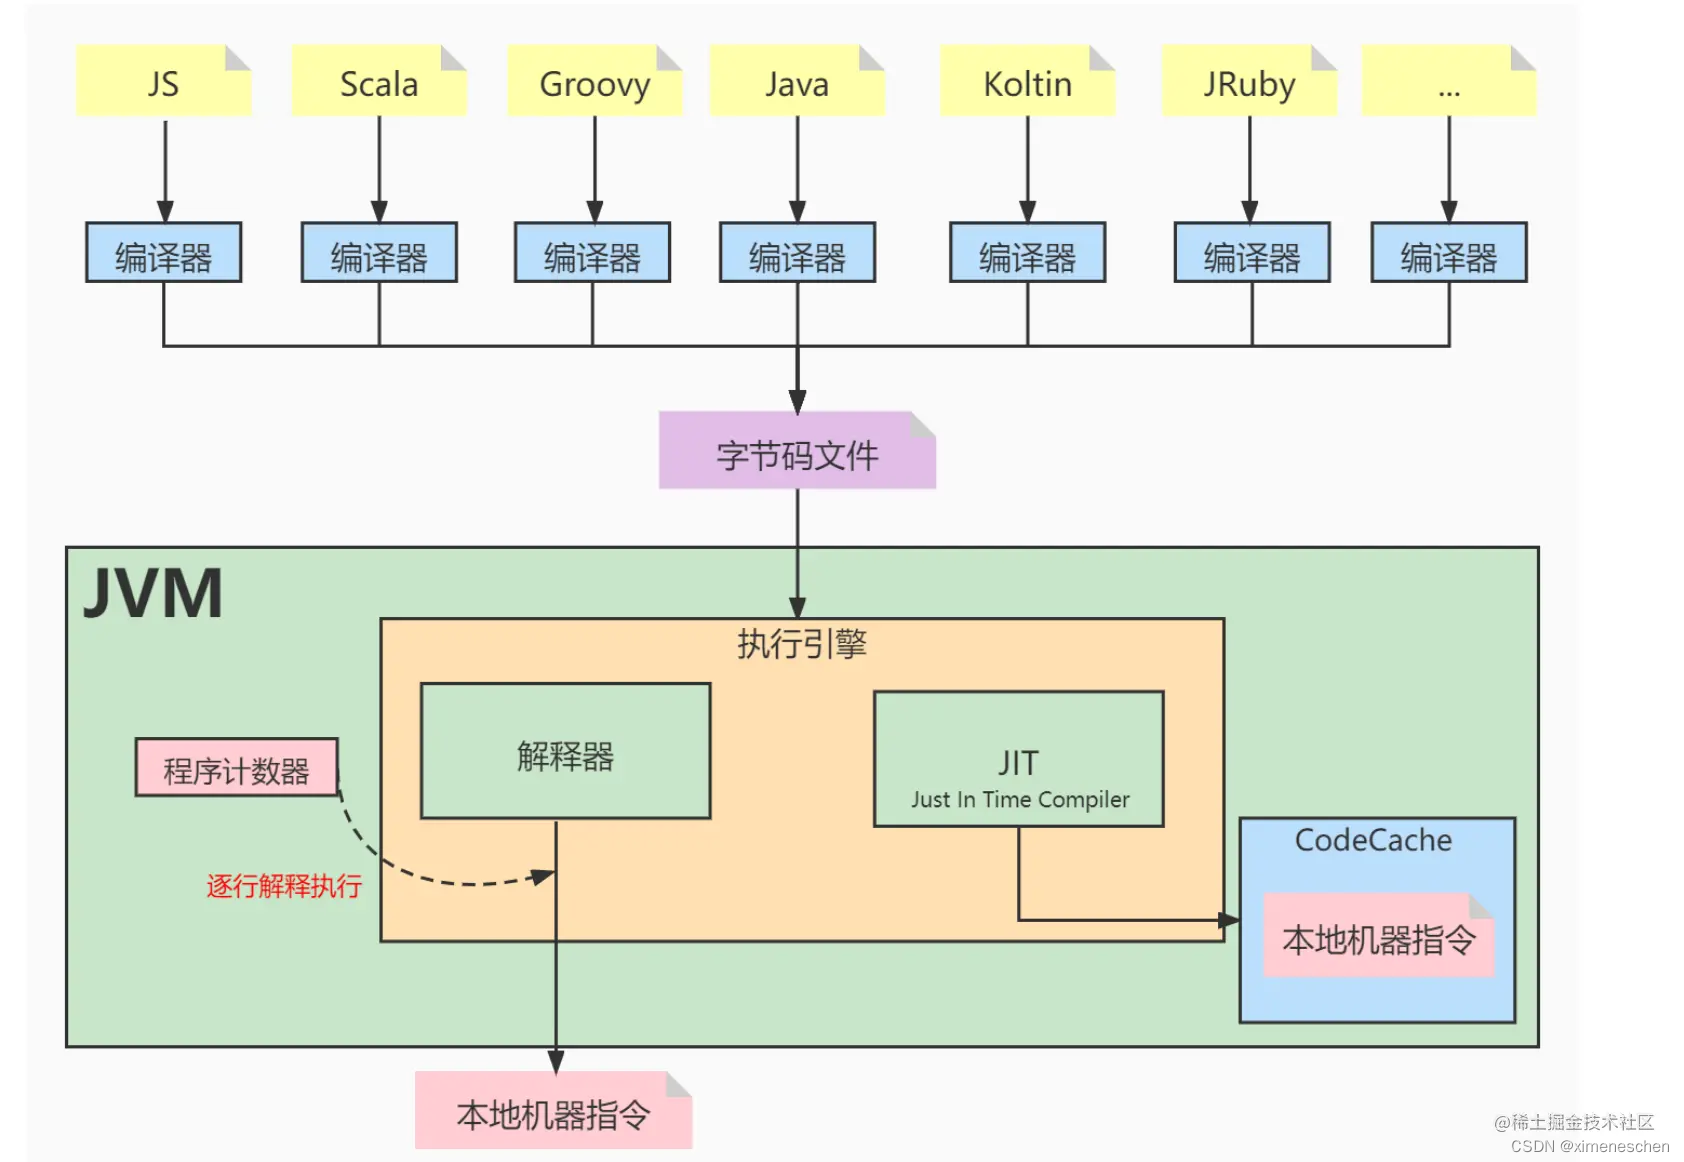 JS
Scala
Groovy
Java
Koltin
JRuby
...
编译器
编译器
编译器
编译器
编译器
编译器
编译器
字节码文件
JVM
执行引擎
解释器
JIT
Just In Time Compiler
程序计数器
逐行解释执行
CodeCache
本地机器指令
本地机器指令
@稀土掘金技术社区
CSDN @ximeneschen